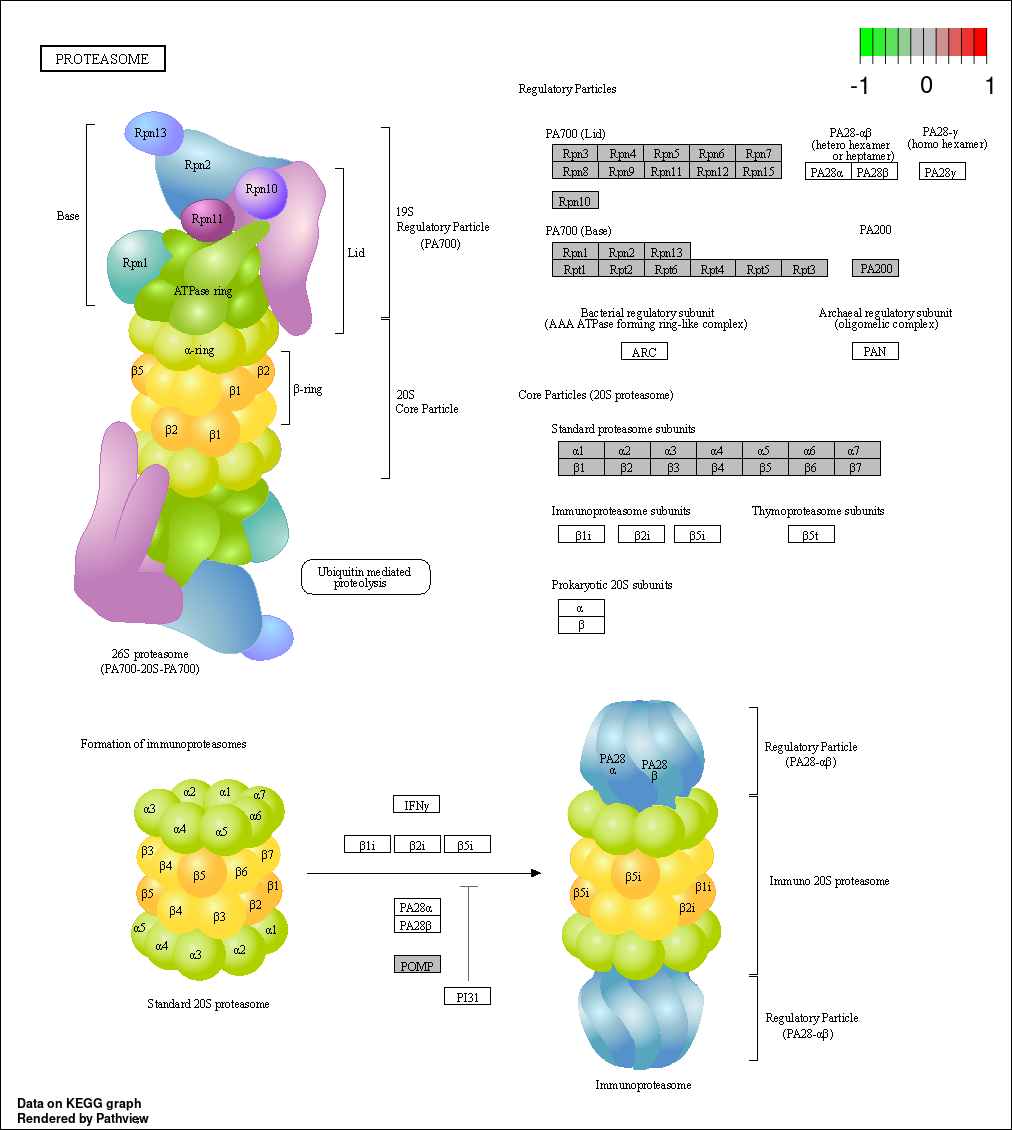 PROTEASOME
-1 0 1
Regulatory Particles
PA700 (Lid)
Rpn3 Rpn4 Rpn5 Rpn6 Rpn7
Rpn8 Rpn9 Rpn11 Rpn12 Rpn15
Rpn10
PA28-αβ
(hetero hexamer
or heptamer)
PA28α PA28β
PA28-γ
(homo hexamer)
PA28γ
PA700 (Base)
Rpn1 Rpn2 Rpn13
Rpt1 Rpt2 Rpt6 Rpt4 Rpt5 Rpt3
PA200
PA200
Bacterial regulatory subunit
(AAA ATPase forming ring-like complex)
ARC
Archaeal regulatory subunit
(oligomelic complex)
PAN
Core Particles (20S proteasome)
Standard proteasome subunits
α1 α2 α3 α4 α5 α6 α7
β1 β2 β3 β4 β5 β6 β7
Immunoproteasome subunits
β1i β2i β5i
Thymoproteasome subunits
β5t
Prokaryotic 20S subunits
α
β
Rpn13
Rpn2
Rpn10
Rpn11
Rpn1
ATPase ring
Base
Lid
19S
Regulatory Particle
(PA700)
α-ring
β5 β2
β1
β-ring
β2 β1
20S
Core Particle
Ubiquitin mediated
proteolysis
26S proteasome
(PA700-20S-PA700)
Formation of immunoproteasomes
α3 α2 α1 α7
α4 α5 α6
β3 β4 β5 β6 β7
β5 β4 β3 β2 β1
α5 α4 α3 α2 α1
Standard 20S proteasome
IFNγ
β1i β2i β5i
PA28α
PA28β
POMP
PI31
PA28
α
PA28
β
Regulatory Particle
(PA28-αβ)
β5i
β5i β1i
β2i
Immuno 20S proteasome
Regulatory Particle
(PA28-αβ)
Immunoproteasome
Data on KEGG graph
Rendered by Pathview